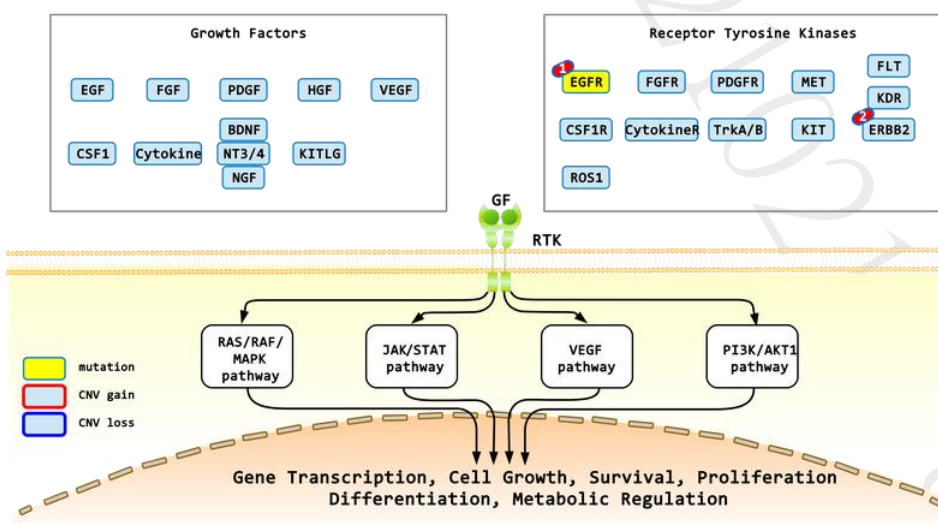 Growth Factors
EGF FGF PDGF HGF VEGF
BDNF
CSF1 Cytokine NT3/4 KITLG
NGF
Receptor Tyrosine Kinases
1
EGFR FGFR PDGFR MET FLT
KDR
2
CSF1R CytokineR TrkA/B KIT ERBB2
ROS1
GF
RTK
RAS/RAF/
MAPK
pathway
JAK/STAT
pathway
VEGF
pathway
PI3K/AKT1
pathway
mutation
CNV gain
CNV loss
Gene Transcription, Cell Growth, Survival, Proliferation
Differentiation, Metabolic Regulation